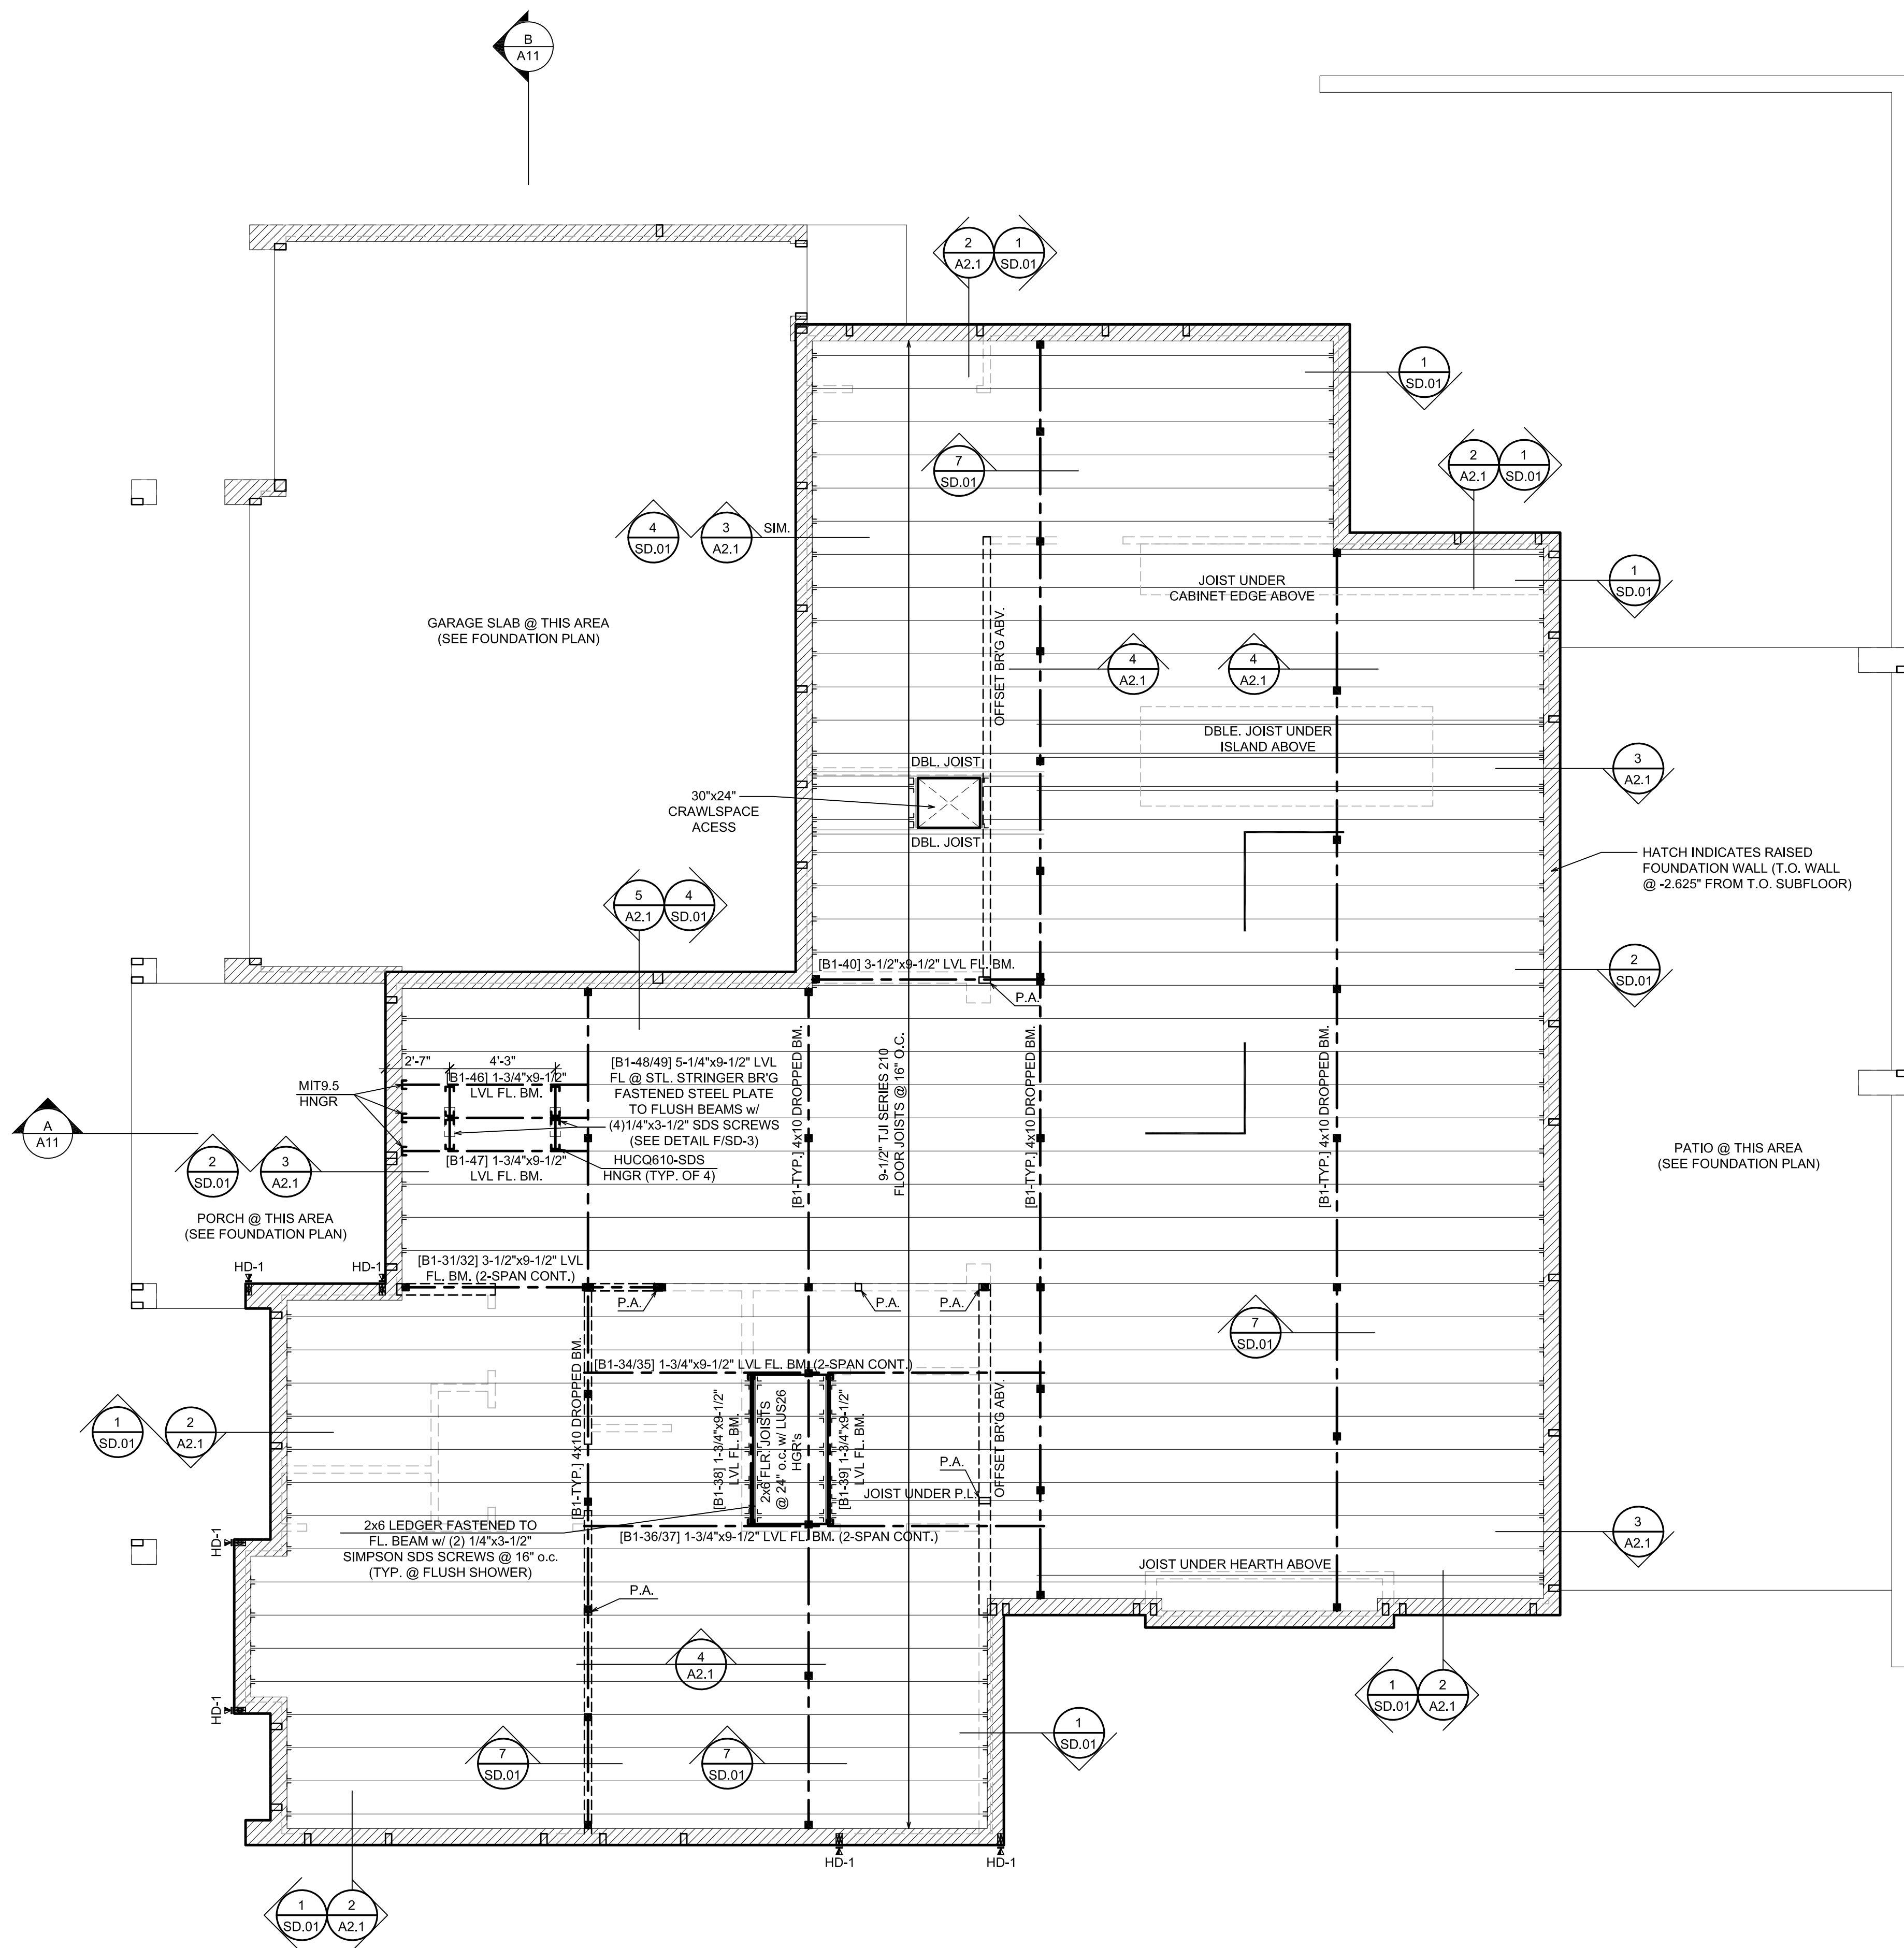 B
A11
2
A2.1
1
SD.01
1
SD.01
7
SD.01
2
A2.1
1
SD.01
4
SD.01
3
A2.1
SIM.
1
SD.01
JOIST UNDER
CABINET EDGE ABOVE
GARAGE SLAB @ THIS AREA
(SEE FOUNDATION PLAN)
OFFSET BR'G ABV.
4
A2.1
4
A2.1
DBLE. JOIST UNDER
ISLAND ABOVE
3
A2.1
DBL. JOIST
30"x24"
CRAWLSPACE
ACESS
DBL. JOIST
HATCH INDICATES RAISED
FOUNDATION WALL (T.O. WALL
@ -2.625" FROM T.O. SUBFLOOR)
5
A2.1
4
SD.01
[B1-40] 3-1/2"x9-1/2" LVL FL. BM.
P.A.
2
SD.01
2'-7"
4'-3"
[B1-46] 1-3/4"x9-1/2"
LVL FL. BM.
MIT9.5
HNGR
[B1-48/49] 5-1/4"x9-1/2" LVL
FL @ STL. STRINGER BR'G
FASTENED STEEL PLATE
TO FLUSH BEAMS w/
(4)1/4"x3-1/2" SDS SCREWS
(SEE DETAIL F/SD-3)
HUCQ610-SDS
HNGR (TYP. OF 4)
[B1-47] 1-3/4"x9-1/2"
LVL FL. BM.
[B1-TYP.] 4x10 DROPPED BM.
9-1/2" TJI SERIES 210
FLOOR JOISTS @ 16" O.C.
[B1-TYP.] 4x10 DROPPED BM.
[B1-TYP.] 4x10 DROPPED BM.
A
A11
2
SD.01
3
A2.1
PATIO @ THIS AREA
(SEE FOUNDATION PLAN)
PORCH @ THIS AREA
(SEE FOUNDATION PLAN)
HD-1
HD-1
[B1-31/32] 3-1/2"x9-1/2" LVL
FL. BM. (2-SPAN CONT.)
P.A.
P.A.
P.A.
7
SD.01
[B1-TYP.] 4x10 DROPPED BM.
[B1-34/35] 1-3/4"x9-1/2" LVL FL. BM. (2-SPAN CONT.)
[B1-38] 1-3/4"x9-1/2"
LVL FL. BM.
2x6 FLR. JOISTS
@ 24" o.c. w/ LUS26
HGR's
[B1-39] 1-3/4"x9-1/2"
LVL FL. BM.
OFFSET BR'G ABV.
1
SD.01
2
A2.1
P.A.
JOIST UNDER P.L.
2x6 LEDGER FASTENED TO
FL. BEAM w/ (2) 1/4"x3-1/2"
SIMPSON SDS SCREWS @ 16" o.c.
(TYP. @ FLUSH SHOWER)
[B1-36/37] 1-3/4"x9-1/2" LVL FL. BM. (2-SPAN CONT.)
3
A2.1
HD-1
JOIST UNDER HEARTH ABOVE
P.A.
4
A2.1
HD-1
1
SD.01
2
A2.1
1
SD.01
7
SD.01
7
SD.01
HD-1
HD-1
1
SD.01
2
A2.1